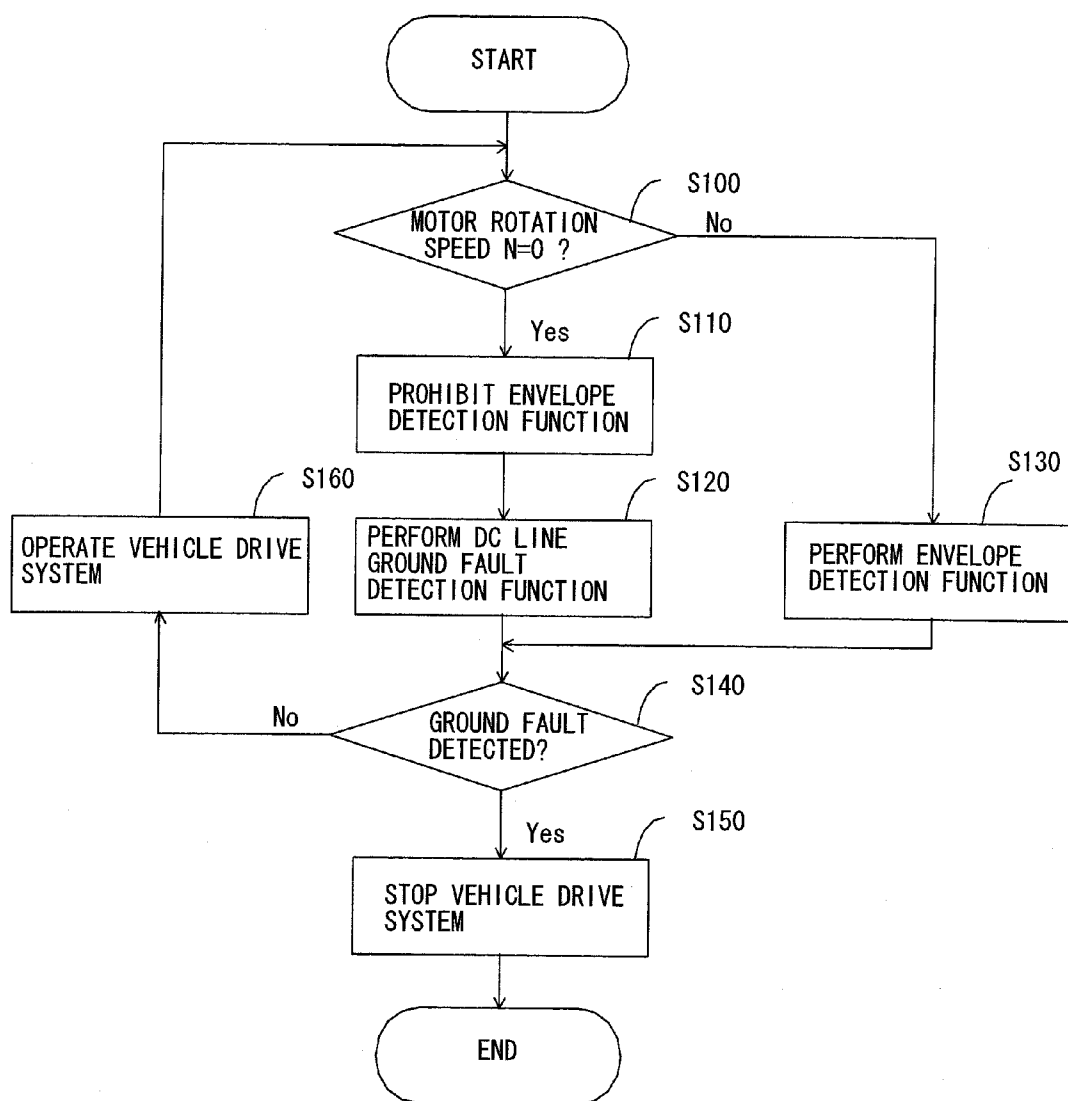 START
S100
MOTOR ROTATION
SPEED N=0 ?
No
Yes
S110
PROHIBIT ENVELOPE
DETECTION FUNCTION
S160
S120
S130
OPERATE VEHICLE DRIVE
SYSTEM
PERFORM DC LINE
GROUND FAULT
DETECTION FUNCTION
PERFORM ENVELOPE
DETECTION FUNCTION
S140
No
GROUND FAULT
DETECTED?
Yes
S150
STOP VEHICLE DRIVE
SYSTEM
END